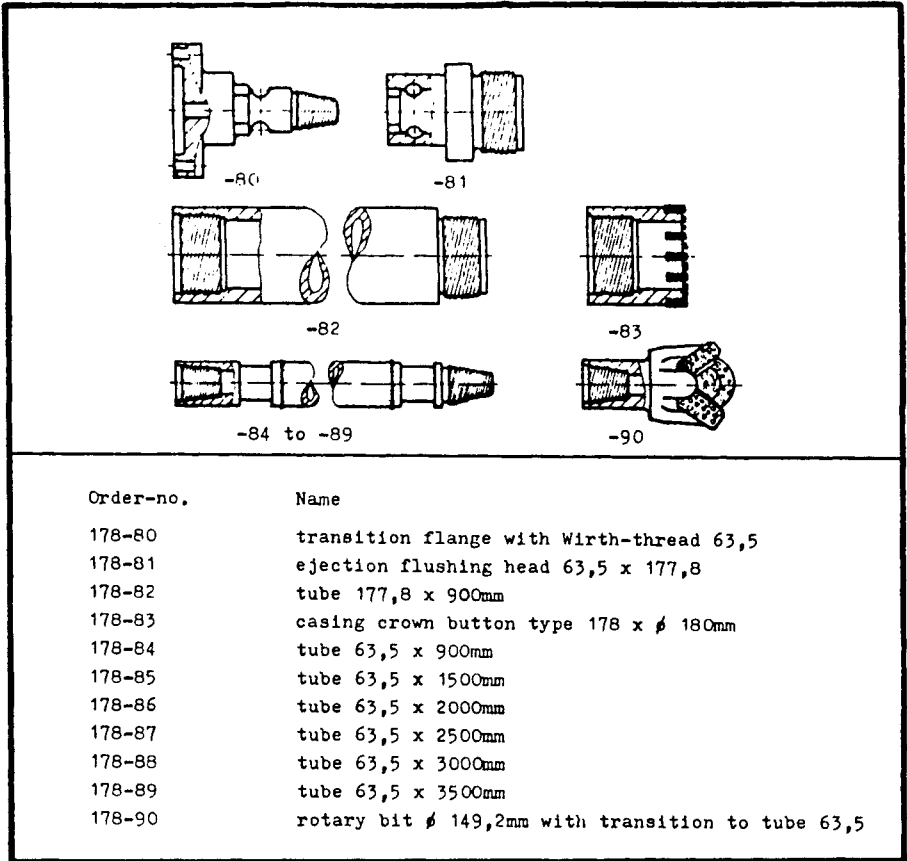 -80
-81
-82
-83
-84 to -89
-90
Order-no. Name
178-80 transition flange with Wirth-thread 63,5
178-81 ejection flushing head 63,5 x 177,8
178-82 tube 177,8 x 900mm
178-83 casing crown button type 178 x ϕ 180mm
178-84 tube 63,5 x 900mm
178-85 tube 63,5 x 1500mm
178-86 tube 63,5 x 2000mm
178-87 tube 63,5 x 2500mm
178-88 tube 63,5 x 3000mm
178-89 tube 63,5 x 3500mm
178-90 rotary bit ϕ 149,2mm with transition to tube 63,5